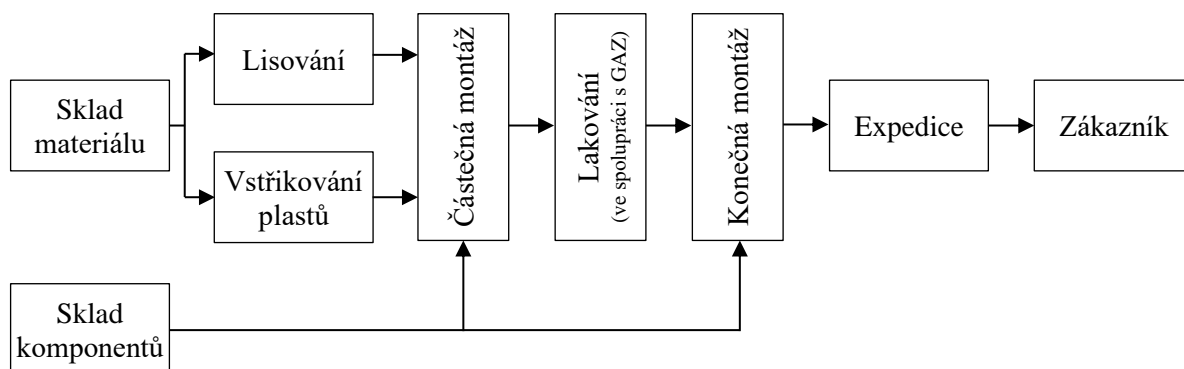 Sklad
materiálu
Lisování
Vstřikování
plastů
Částečná montáž
Lakování
(ve spolupráci s GAZ)
Konečná montáž
Expedice
Zákazník
Sklad
komponentů